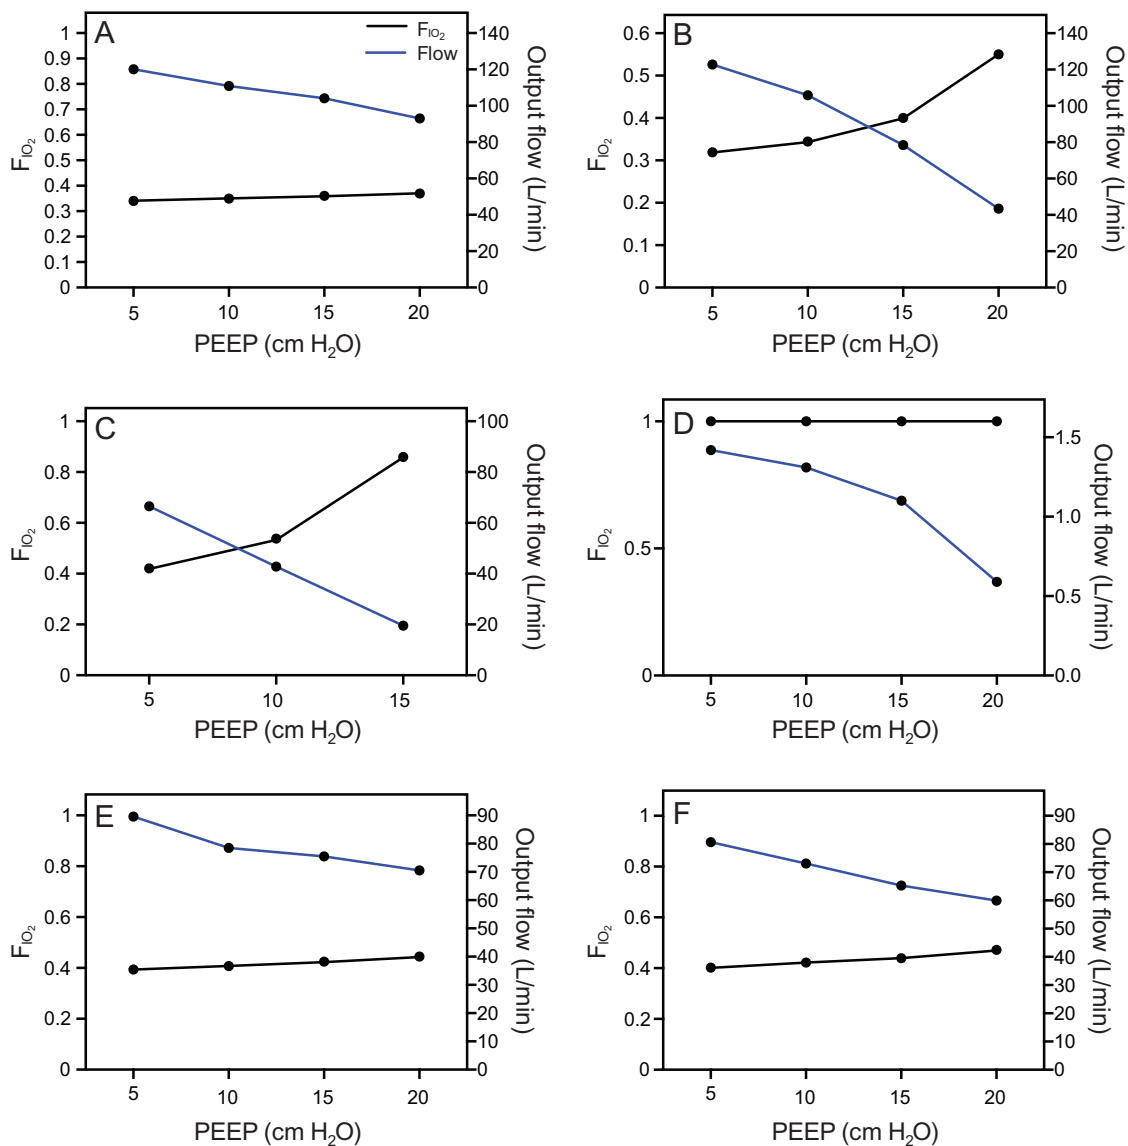 A
FIO2
Flow
1
0.9
0.8
0.7
0.6
0.5
0.4
0.3
0.2
0.1
0
FIO2
140
120
100
80
60
40
20
0
Output flow (L/min)
5 10 15 20
PEEP (cm H2O)
B
0.6
0.5
0.4
0.3
0.2
0.1
0
FIO2
140
120
100
80
60
40
20
0
Output flow (L/min)
5 10 15 20
PEEP (cm H2O)
C
1
0.8
0.6
0.4
0.2
0
FIO2
100
80
60
40
20
0
Output flow (L/min)
5 10 15
PEEP (cm H2O)
D
1
0.5
0
FIO2
1.5
1.0
0.5
0.0
Output flow (L/min)
5 10 15 20
PEEP (cm H2O)
E
1
0.8
0.6
0.4
0.2
0
FIO2
90
80
70
60
50
40
30
20
10
0
Output flow (L/min)
5 10 15 20
PEEP (cm H2O)
F
1
0.8
0.6
0.4
0.2
0
FIO2
90
80
70
60
50
40
30
20
10
0
Output flow (L/min)
5 10 15 20
PEEP (cm H2O)